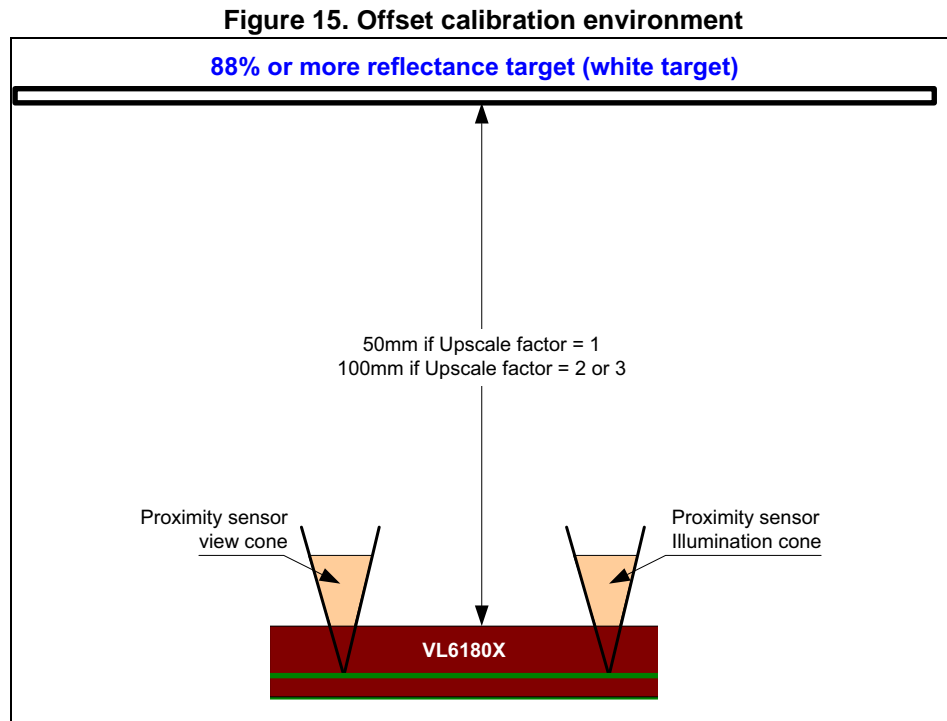 Figure 15. Offset calibration environment
88% or more reflectance target (white target)
50mm if Upscale factor = 1
100mm if Upscale factor = 2 or 3
Proximity sensor
view cone
Proximity sensor
Illumination cone
VL6180X